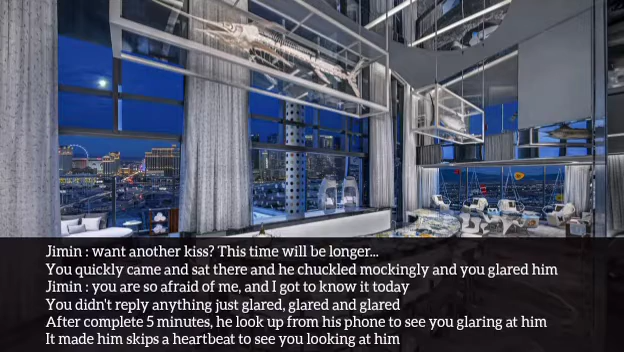 Jimin : want another kiss? This time will be longer...
You quickly came and sat there and he chuckled mockingly and you glared him
Jimin : you are so afraid of me, and I got to know it today
You didn't reply anything just glared, glared and glared
After complete 5 minutes, he look up from his phone to see you glaring at him
It made him skips a heartbeat to see you looking at him